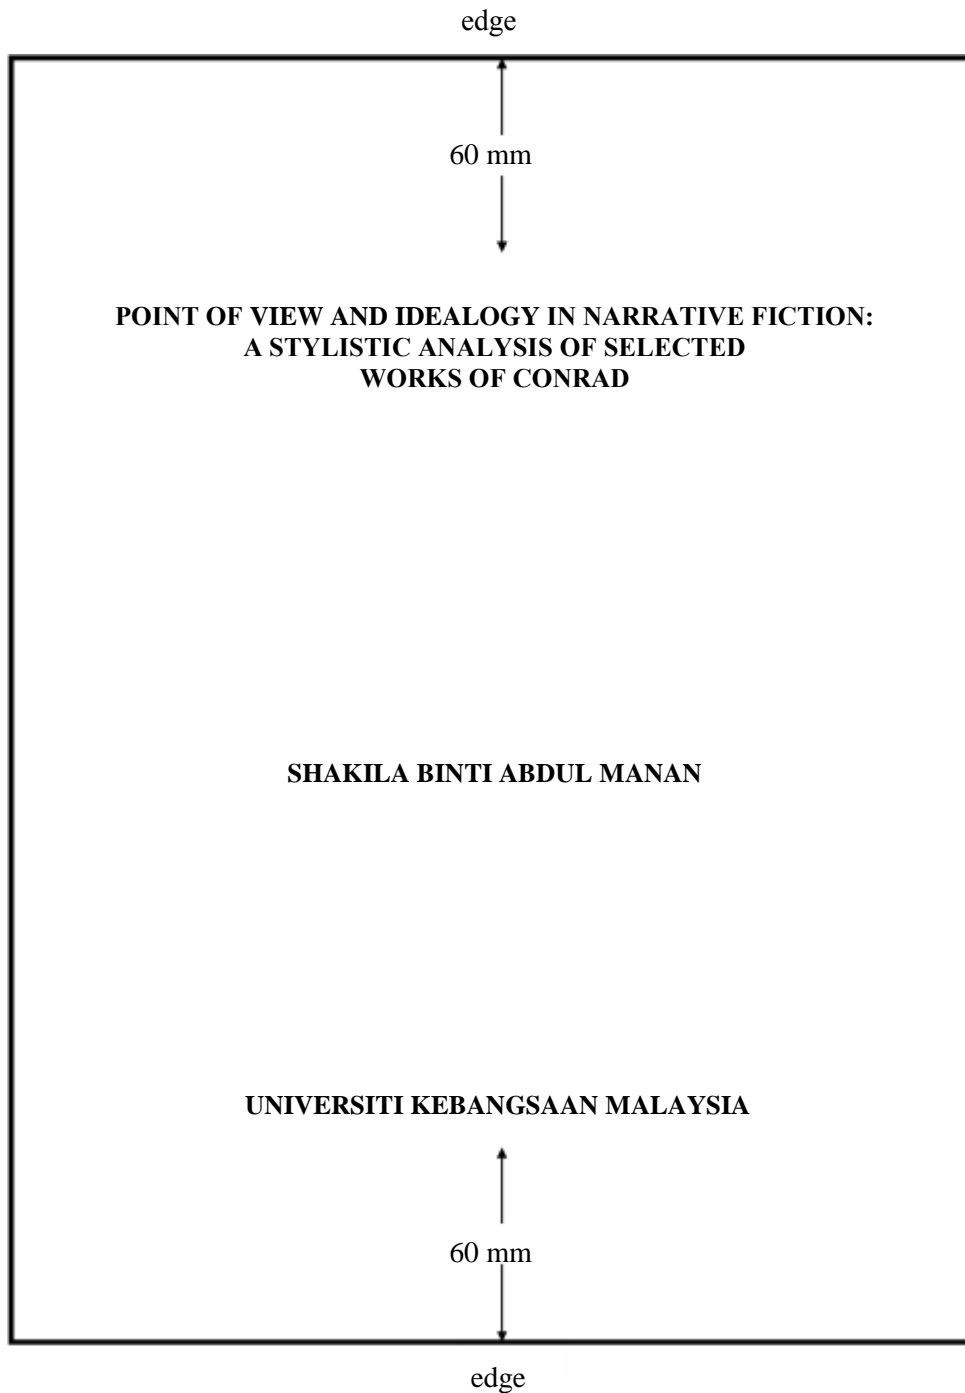 edge
60 mm
POINT OF VIEW AND IDEALOGY IN NARRATIVE FICTION:
A STYLISTIC ANALYSIS OF SELECTED
WORKS OF CONRAD
SHAKILA BINTI ABDUL MANAN
UNIVERSITI KEBANGSAAN MALAYSIA
60 mm
edge